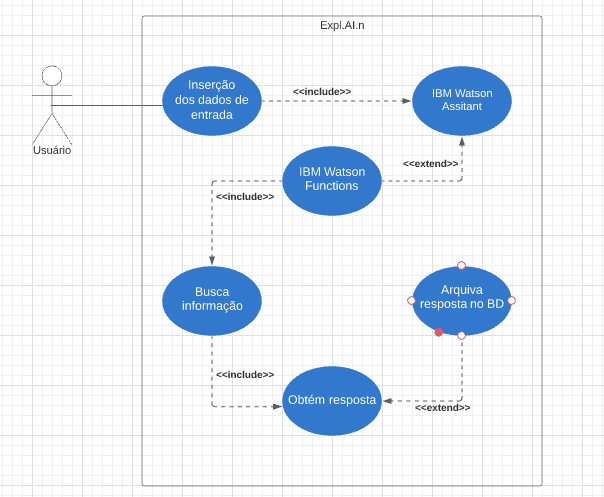 Expl.AI.n
Inserção
dos dados de
entrada
<<include>>
IBM Watson
Assitant
Usuário
<<extend>>
IBM Watson
Functions
<<include>>
Busca
informação
Arquiva
resposta no BD
<<include>>
Obtém resposta
<<extend>>